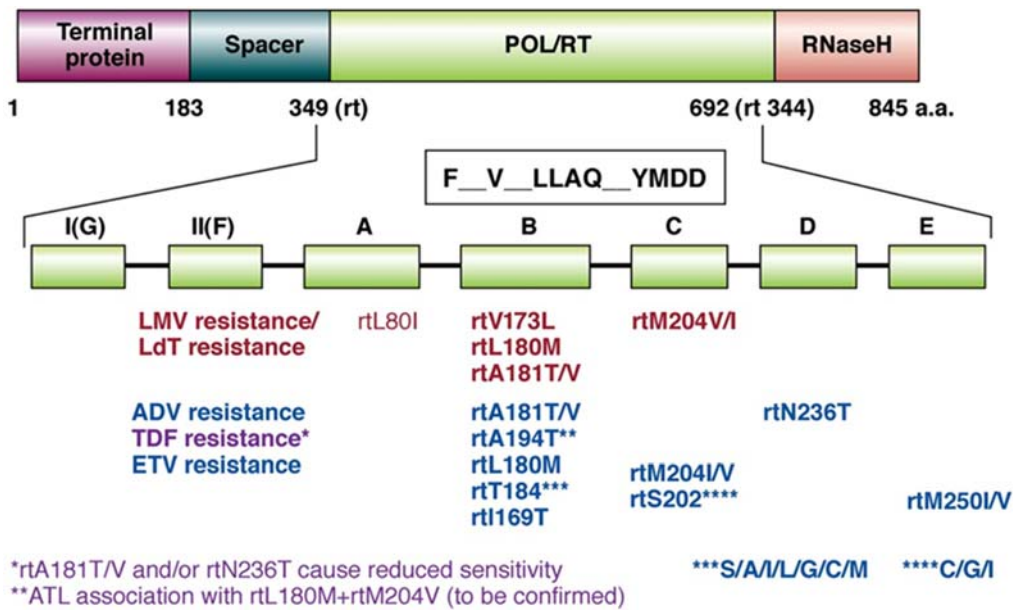 Terminal
protein
Spacer
POL/RT
RNaseH
1
183
349 (rt)
692 (rt 344)
845 a.a.
F__V__LLAQ__YMDD
I(G)
II(F)
A
B
C
D
E
LMV resistance/
LdT resistance
rtL80I
rtV173L
rtL180M
rtA181T/V
rtM204V/I
ADV resistance
TDF resistance*
ETV resistance
rtA181T/V
rtA194T**
rtL180M
rtT184***
rtI169T
rtM204I/V
rtS202****
rtN236T
rtM250I/V
*rtA181T/V and/or rtN236T cause reduced sensitivity
***S/A/I/L/G/C/M
****C/G/I
**ATL association with rtL180M+rtM204V (to be confirmed)